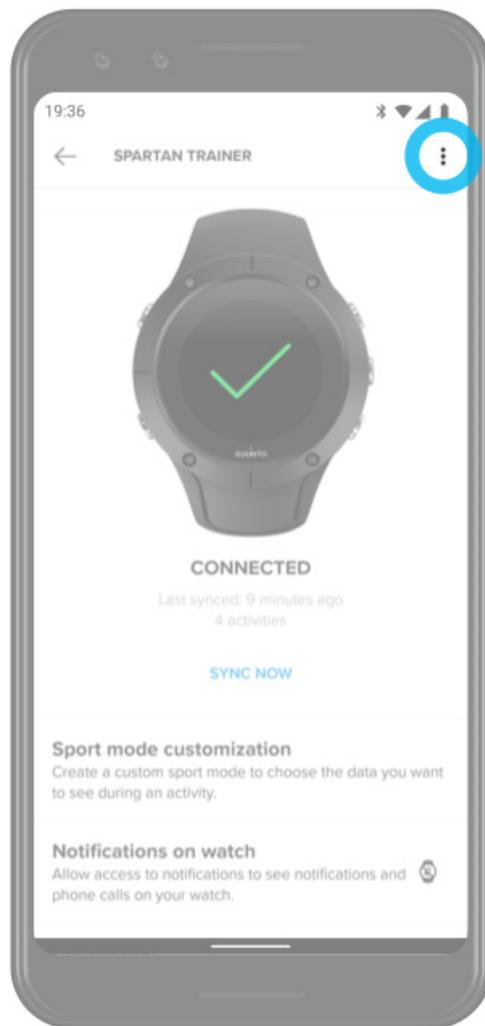 19:36
SPARTAN TRAINER
SUUNTO
CONNECTED
Last synced: 9 minutes ago
4 activities
SYNC NOW
Sport mode customization
Create a custom sport mode to choose the data you want
to see during an activity.
Notifications on watch
Allow access to notifications to see notifications and
phone calls on your watch.